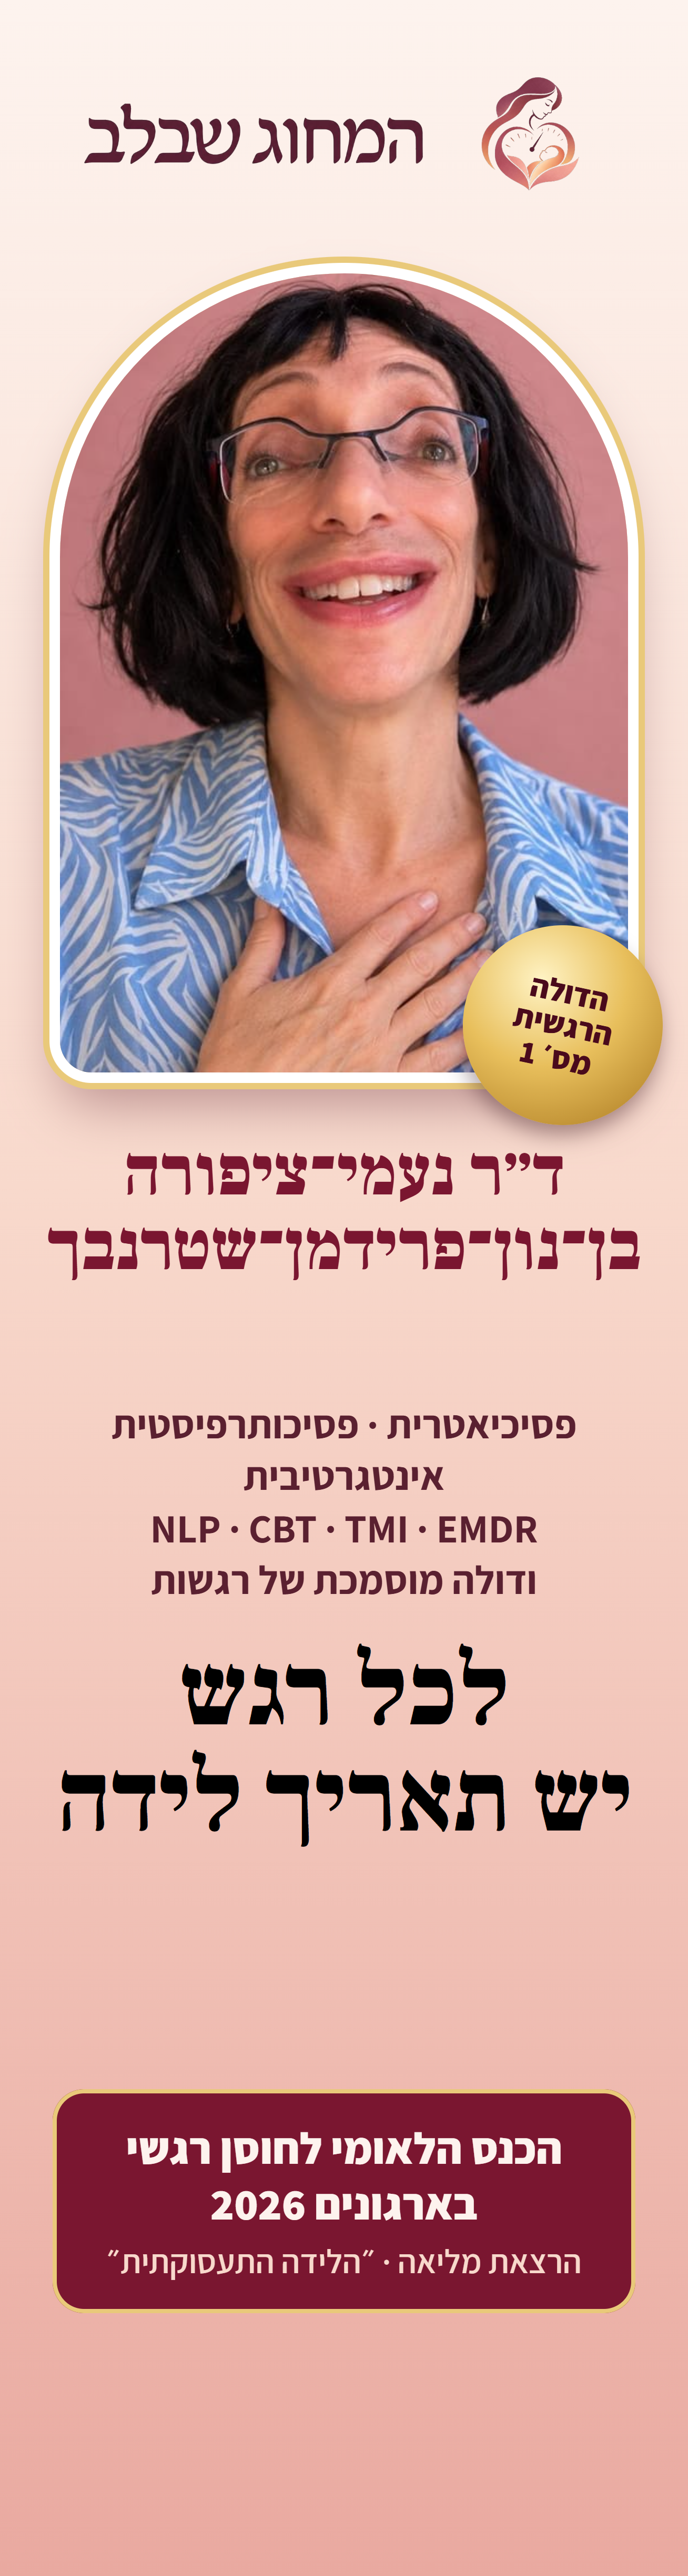 המחוג שבלב
הדולה
הרגשית
מס׳ 1
ד״ר נעמי־ציפורה
בן־נון־פרידמן־שטרנבך
פסיכיאטרית · פסיכותרפיסטית
אינטגרטיבית
NLP · CBT · TMI · EMDR
ודולה מוסמכת של רגשות
לכל רגש
יש תאריך לידה
הכנס הלאומי לחוסן רגשי
בארגונים 2026
הרצאת מליאה · ״הלידה התעסוקתית״